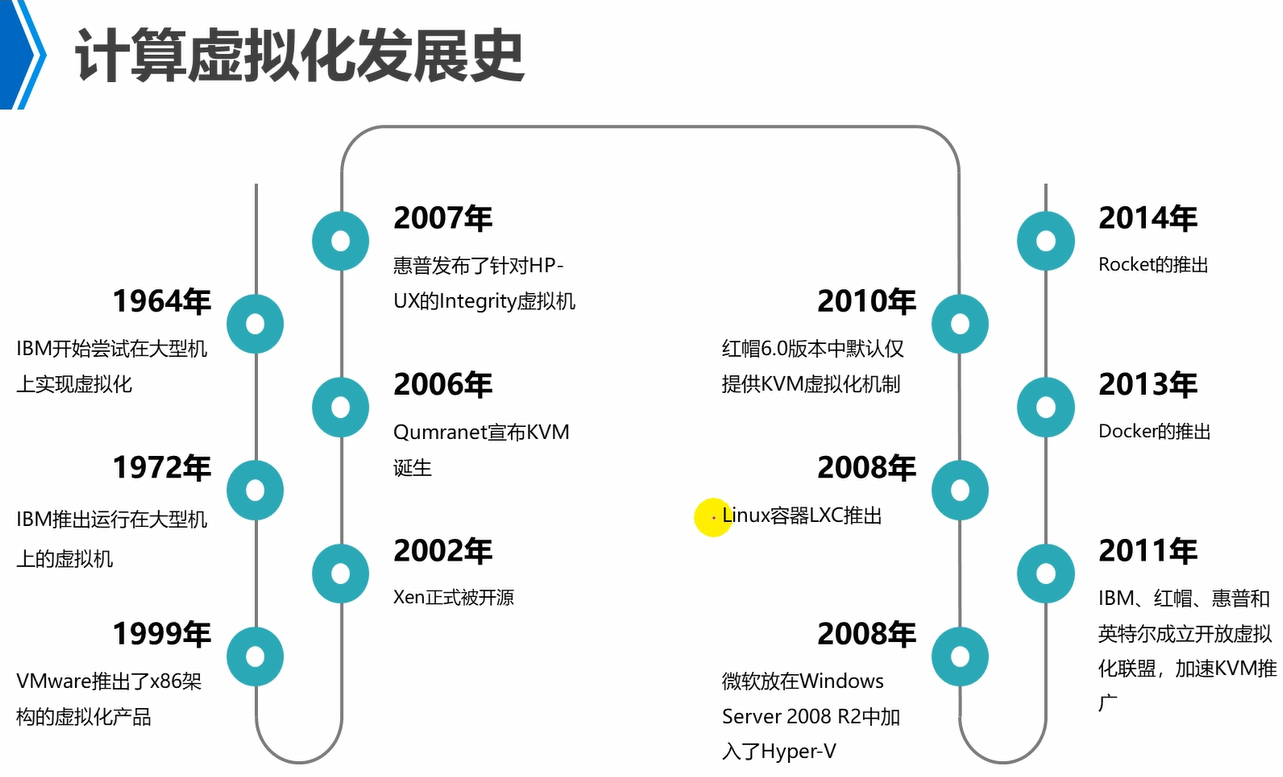 计算虚拟化发展史
1964年
IBM开始尝试在大型机
上实现虚拟化
1972年
IBM推出运行在大型机
上的虚拟机
1999年
VMware推出了x86架
构的虚拟化产品
2007年
惠普发布了针对HP-
UX的Integrity虚拟机
2006年
Qumranet宣布KVM
诞生
2002年
Xen正式被开源
2010年
红帽6.0版本中默认仅
提供KVM虚拟化机制
2008年
Linux容器LXC推出
2008年
微软放在Windows
Server 2008 R2中加
入了Hyper-V
2014年
Rocket的推出
2013年
Docker的推出
2011年
IBM、红帽、惠普和
英特尔成立开放虚拟
化联盟，加速KVM推
广